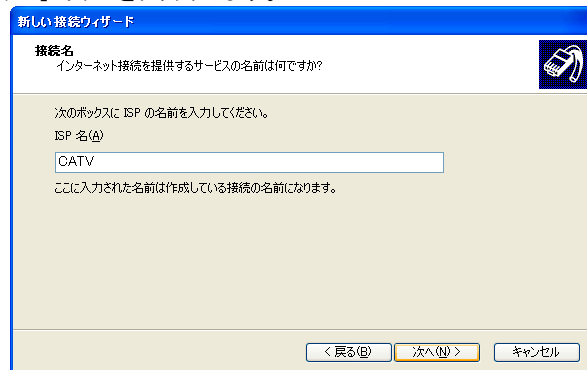 新しい接続ウィザード
接続名
インターネット接続を提供するサービスの名前は何ですか?
次のボックスに ISP の名前を入力してください。
ISP 名(A)
CATV
ここに入力された名前は作成している接続の名前になります。
< 戻る(B) 次へ(N) > キャンセル